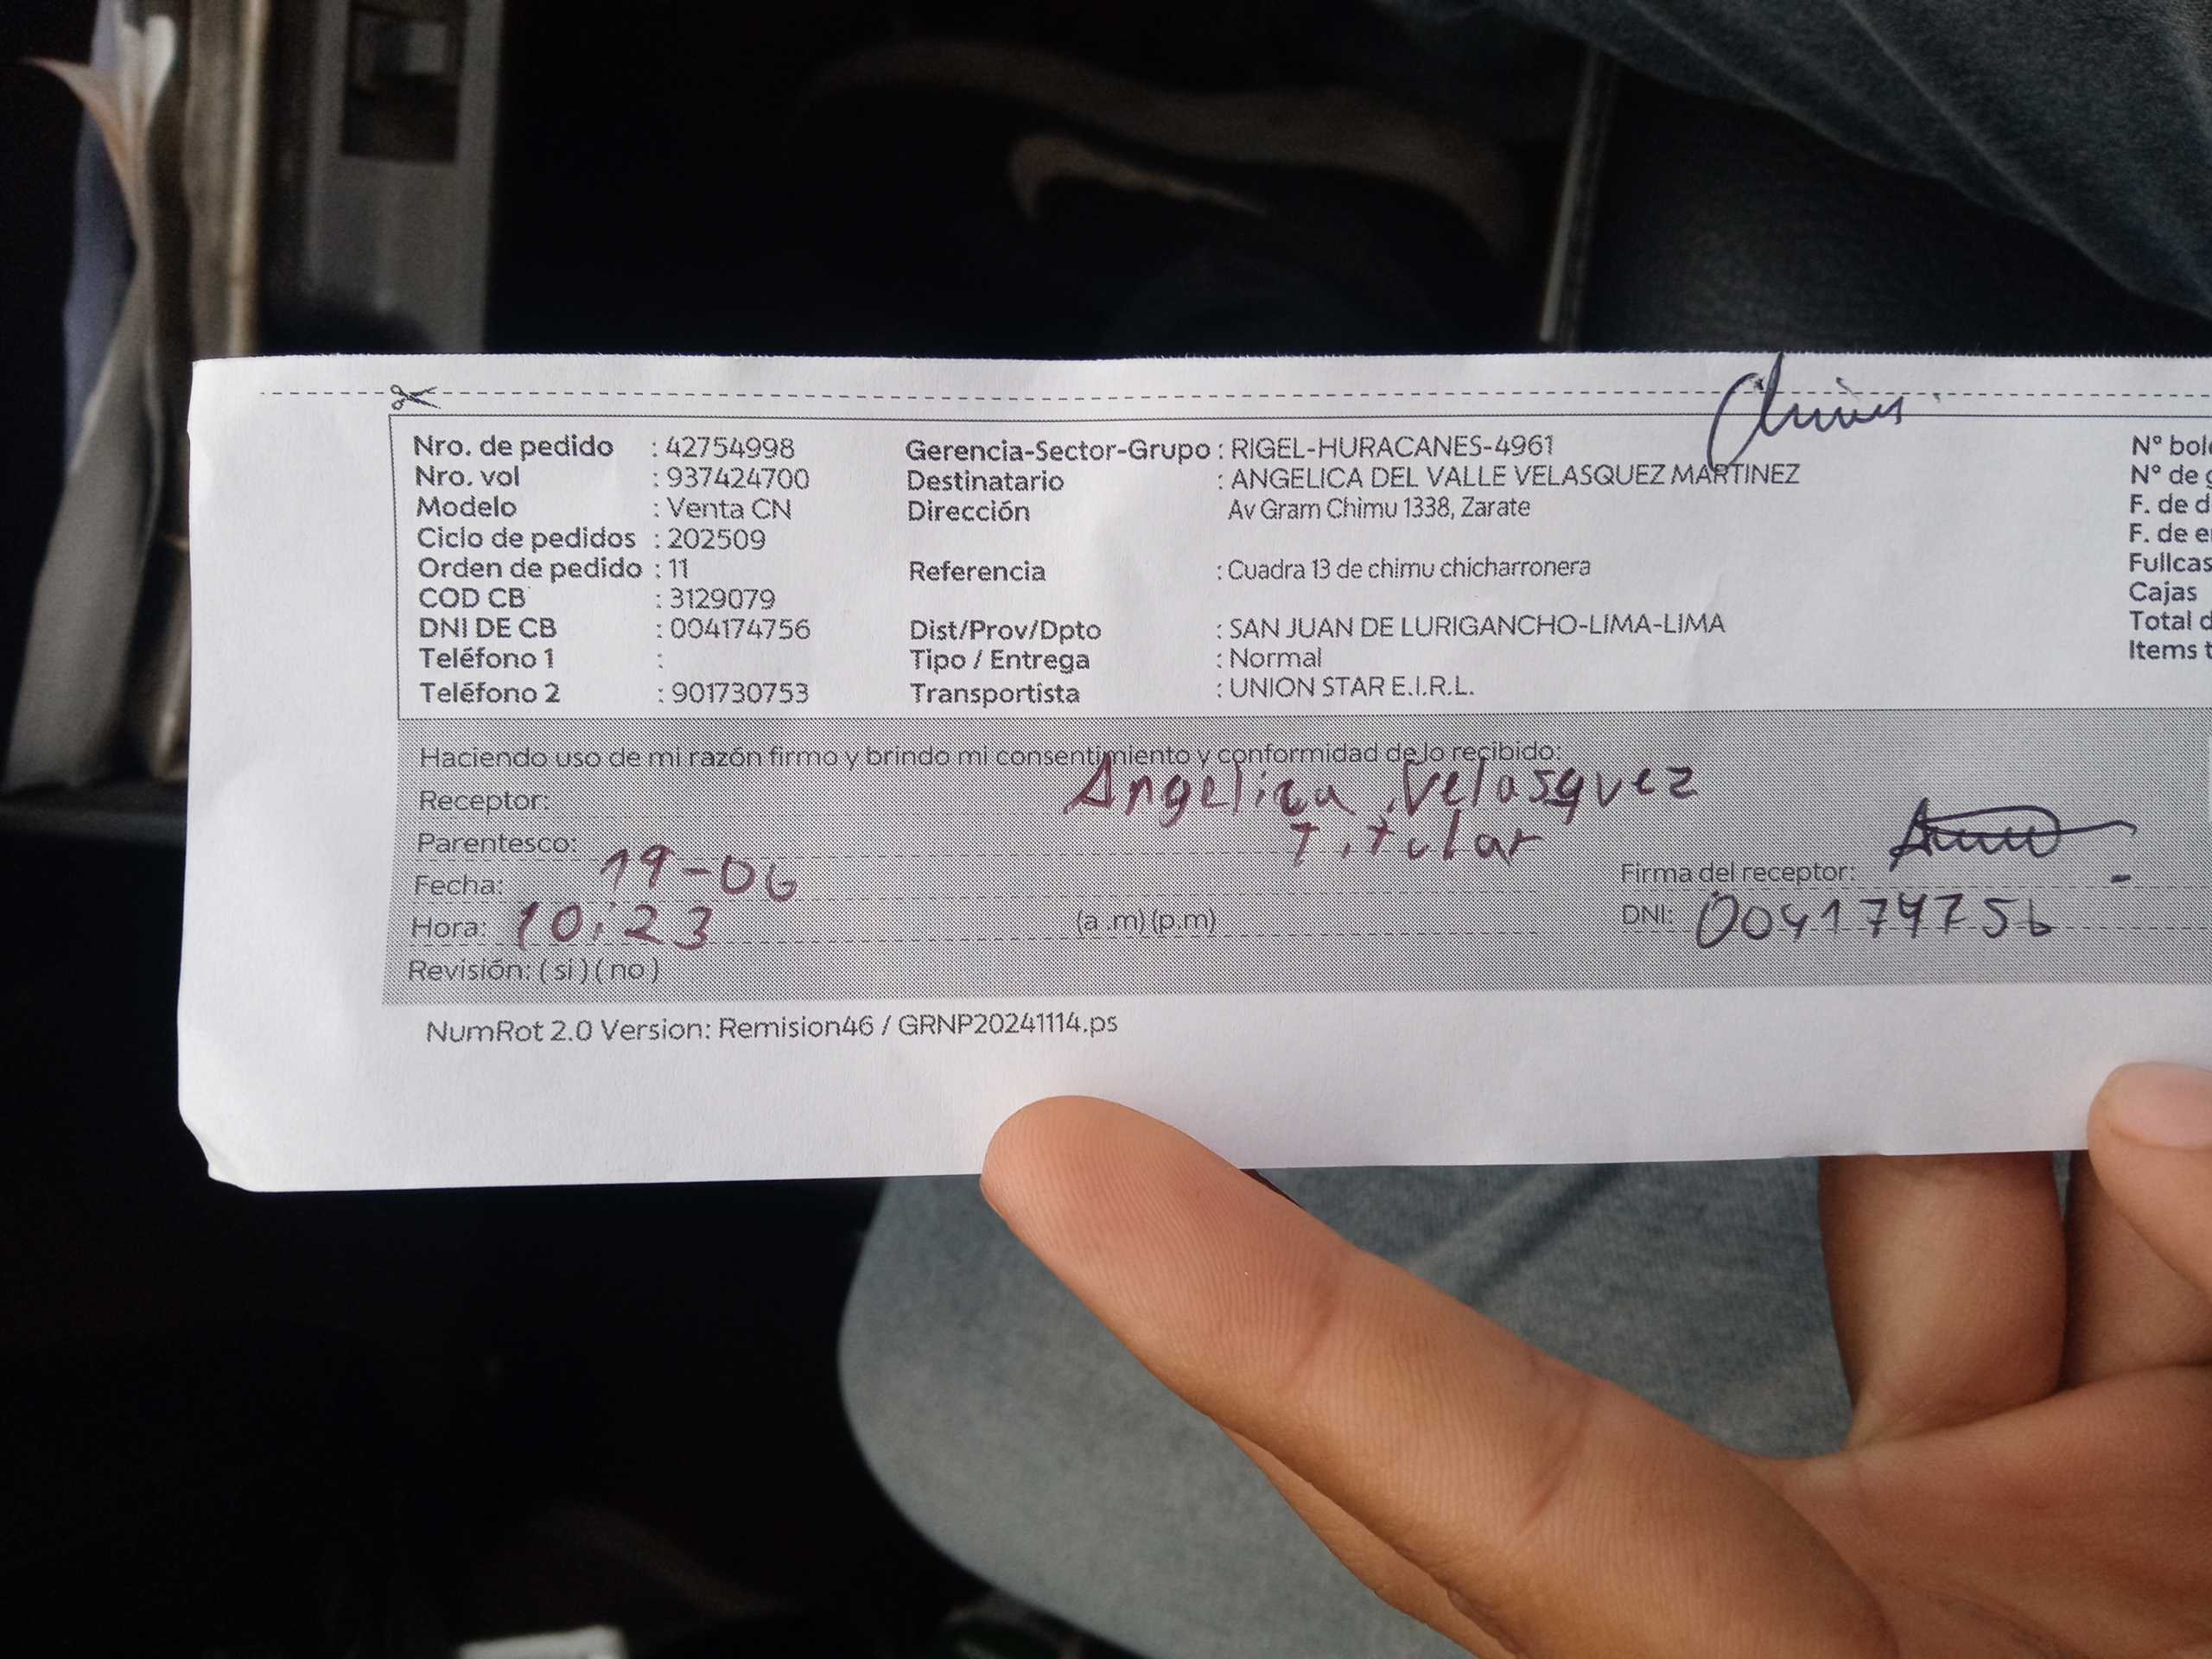 Nro. de pedido : 42754998
Nro. vol : 937424700
Modelo : Venta CN
Ciclo de pedidos : 202509
Orden de pedido : 11
COD CB : 3129079
DNI DE CB : 004174756
Teléfono 1 :
Teléfono 2 : 901730753
Gerencia-Sector-Grupo : RIGEL-HURACANES-4961
Destinatario : ANGELICA DEL VALLE VELASQUEZ MARTINEZ
Dirección Av Gram Chimu 1338, Zarate
Referencia : Cuadra 13 de chimu chicharronera
Dist/Prov/Dpto : SAN JUAN DE LURIGANCHO-LIMA-LIMA
Tipo / Entrega : Normal
Transportista : UNION STAR E.I.R.L.
N°
N° de
F. de
F. de
Cajas
Total
Items
Haciendo uso de mi razón firmo y brindo mi consentimiento y conformidad de lo recibido:
Receptor: Angelica Velasquez
Parentesco: Titular
Fecha: 19-06
Hora: 10:23 (a.m) (p.m)
Revisión: ( si ) ( no )
Firma del receptor:
DNI: 004174756
NumRot 2.0 Version: Remision46 / GRNP20241114.ps